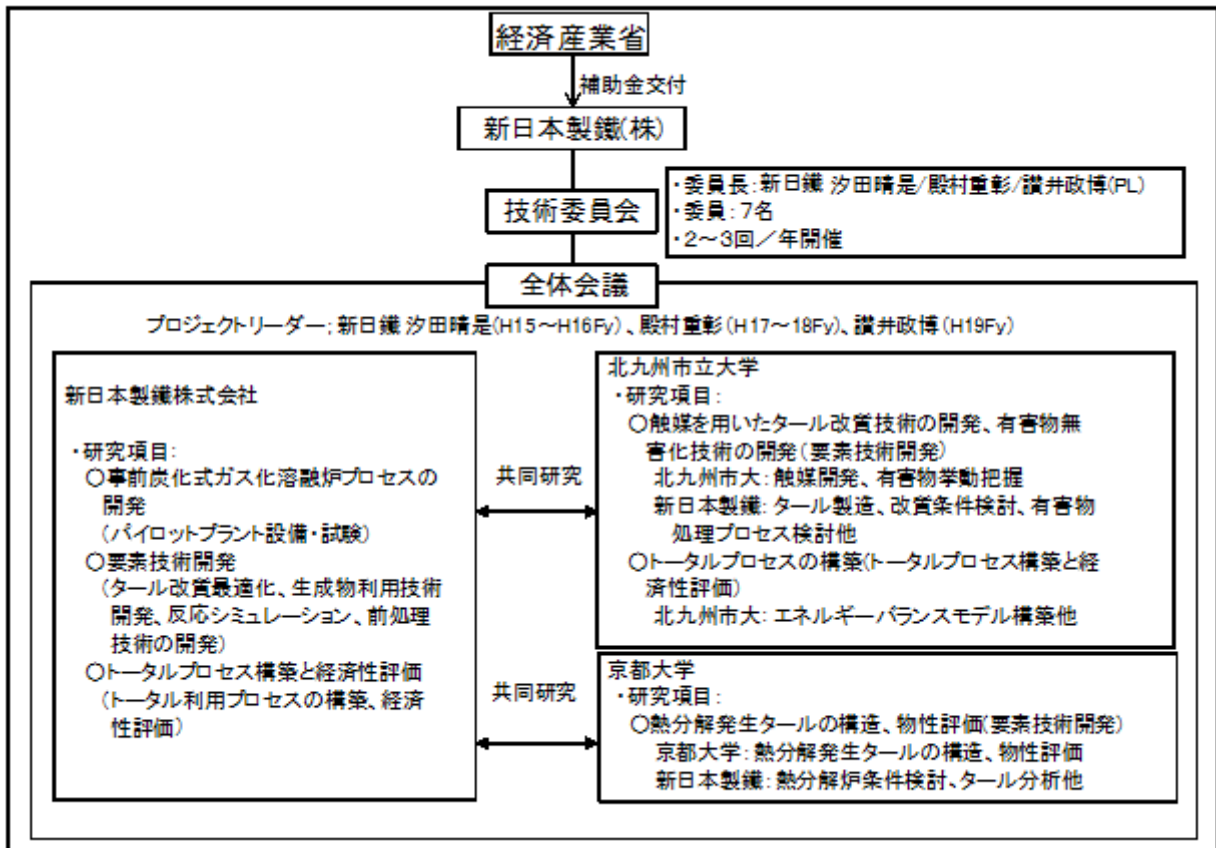 経済産業省
補助金交付
新日本製鐵(株)
技術委員会
・委員長：新日鐵 汐田晴是/殿村重彰/讃井政博(PL)
・委員：7名
・2～3回／年開催
全体会議
プロジェクトリーダー；新日鐵 汐田晴是(H15～H16Fy)、殿村重彰(H17～18Fy)、讃井政博(H19Fy)
新日本製鐵株式会社
・研究項目：
○事前炭化式ガス化溶融炉プロセスの
開発
(パイロットプラント設備・試験)
○要素技術開発
(タール改質最適化、生成物利用技術
開発、反応シミュレーション、前処理
技術の開発)
○トータルプロセス構築と経済性評価
(トータル利用プロセスの構築、経済
性評価)
共同研究
北九州市立大学
・研究項目：
○触媒を用いたタール改質技術の開発、有害物無
害化技術の開発(要素技術開発)
北九州市大：触媒開発、有害物挙動把握
新日本製鐵：タール製造、改質条件検討、有害物
処理プロセス検討他
○トータルプロセスの構築(トータルプロセス構築と経
済性評価)
北九州市大：エネルギーバランスモデル構築他
共同研究
京都大学
・研究項目：
○熱分解発生タールの構造、物性評価(要素技術開発)
京都大学：熱分解発生タールの構造、物性評価
新日本製鐵：熱分解炉条件検討、タール分析他